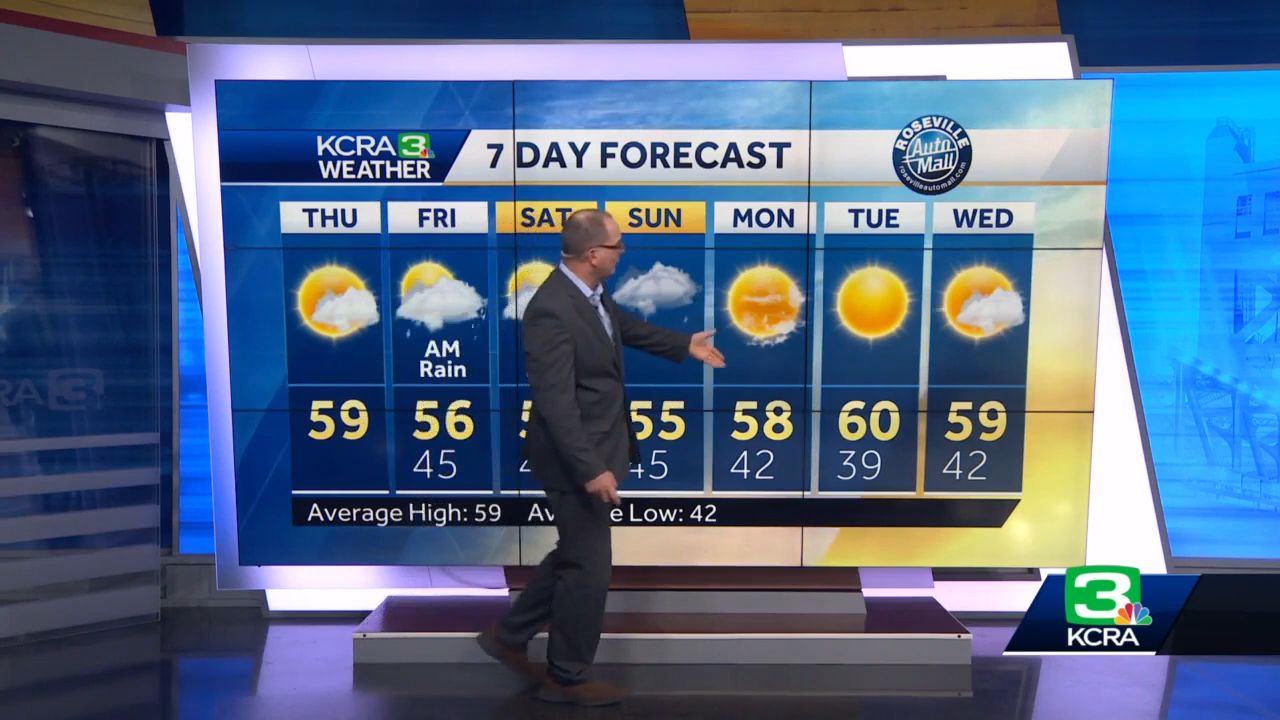 KCRA 3
WEATHER
7 DAY FORECAST
ROSEVILLE
Auto
Mall
rosevilleautomall.com
THU FRI SAT SUN MON TUE WED
AM
Rain
59 56 55 58 60 59
45 45 42 39 42
Average High: 59 Low: 42
3
KCRA